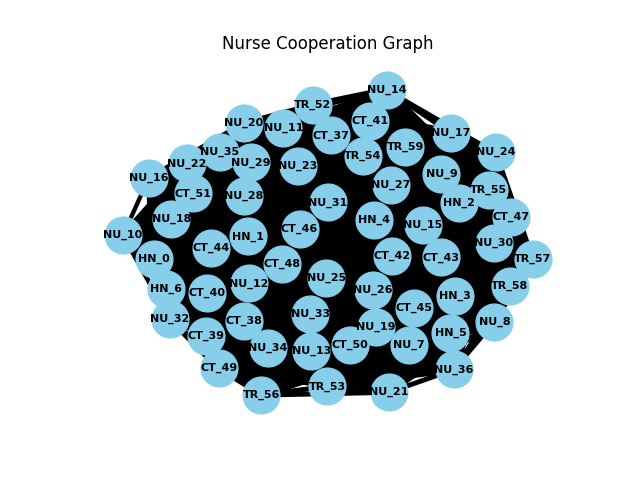 Nurse Cooperation Graph
NU_14
TR_52
NU_20
NU_11
CT_41
CT_37
NU_17
TR_59
NU_35
NU_24
TR_54
NU_22
NU_29
NU_23
NU_9
NU_16
NU_27
TR_55
CT_51
NU_28
NU_31
HN_2
NU_18
CT_47
HN_4
NU_15
CT_46
NU_10
HN_1
NU_30
CT_44
HN_0
CT_42
CT_43
TR_57
CT_48
NU_25
NU_12
TR_58
HN_6
CT_40
NU_26
HN_3
CT_45
NU_33
NU_32
CT_38
NU_8
NU_19
HN_5
CT_39
NU_34
NU_13
CT_50
NU_7
CT_49
NU_36
TR_53
NU_21
TR_56